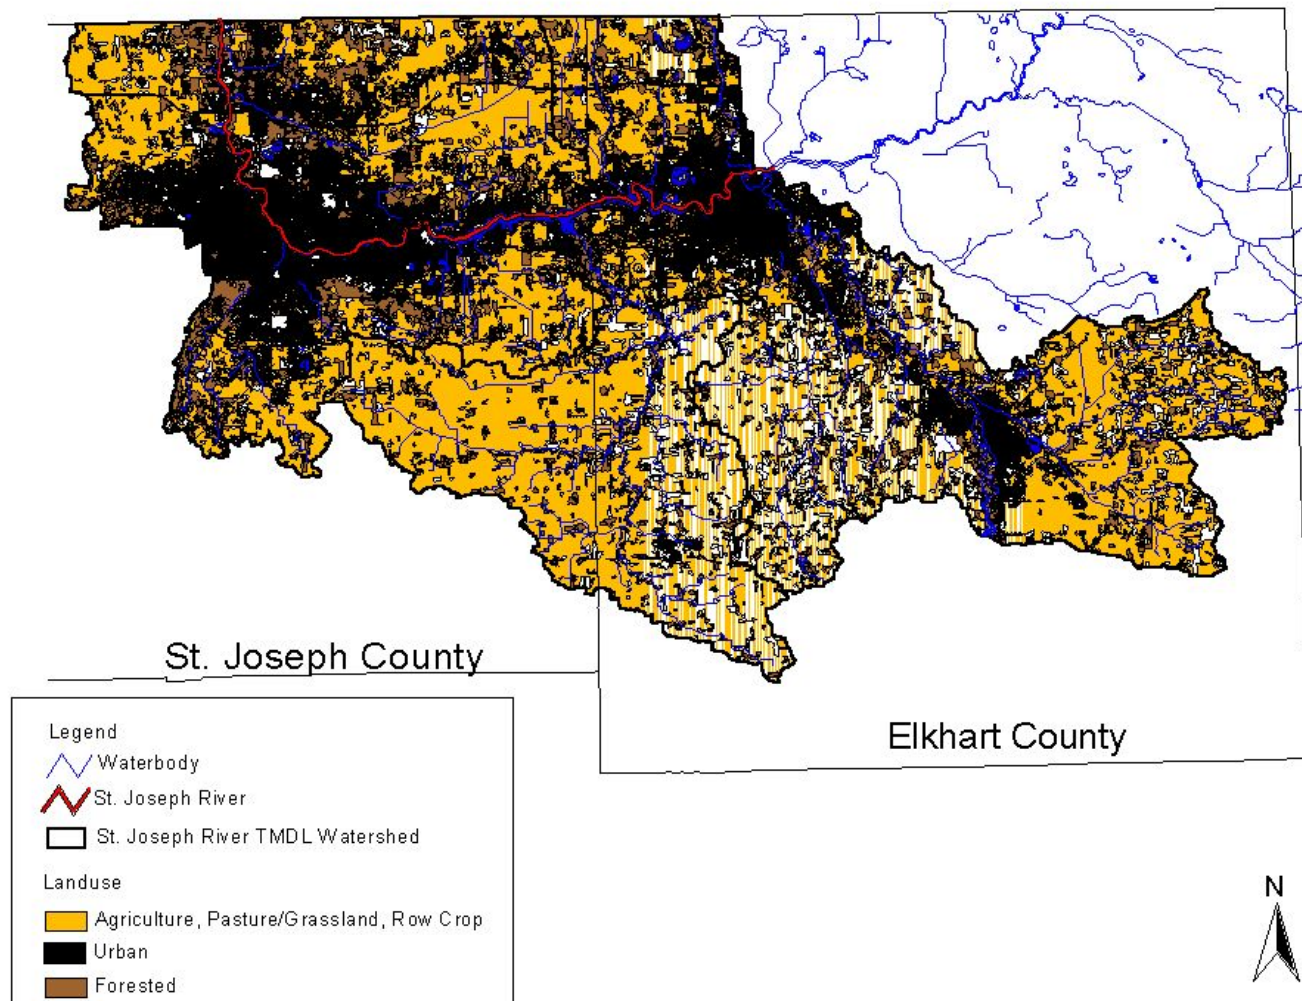 St. Joseph County
Elkhart County
Legend
Waterbody
St. Joseph River
St. Joseph River TMDL Watershed
Landuse
Agriculture, Pasture/Grassland, Row Crop
Urban
Forested
N